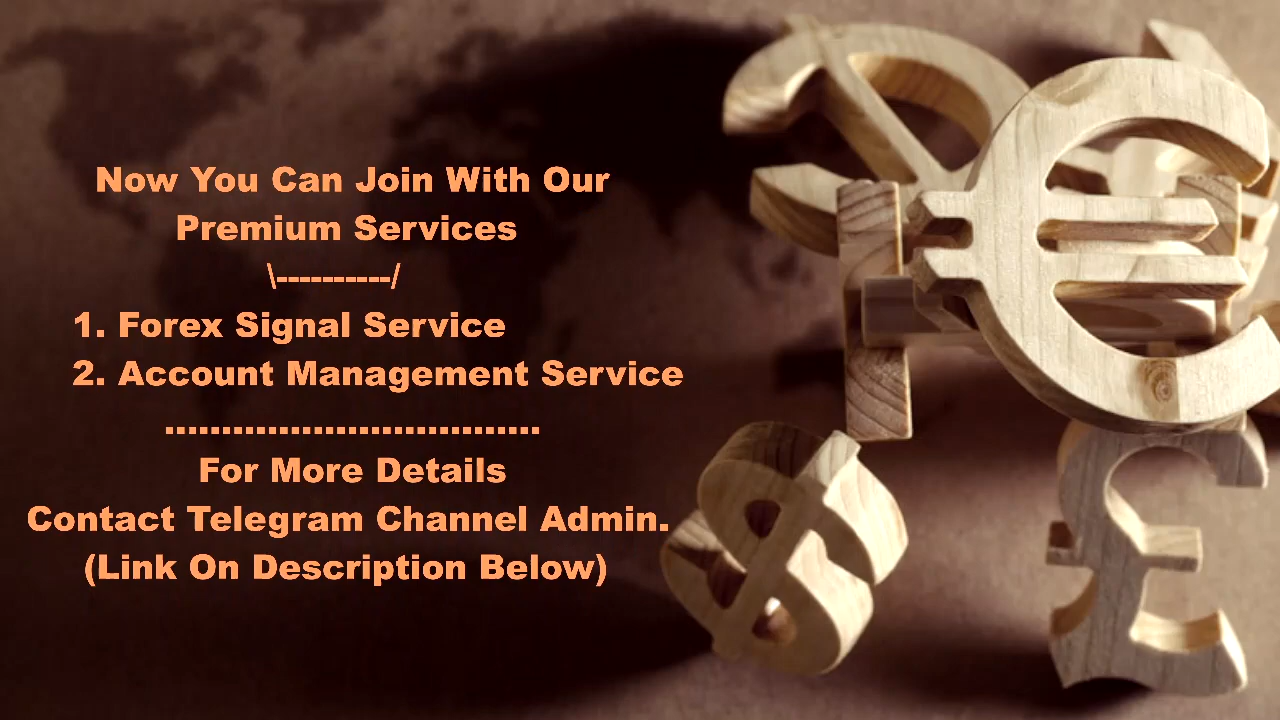 Now You Can Join With Our
Premium Services
\----------/
1. Forex Signal Service
2. Account Management Service
.................................
For More Details
Contact Telegram Channel Admin.
(Link On Description Below)